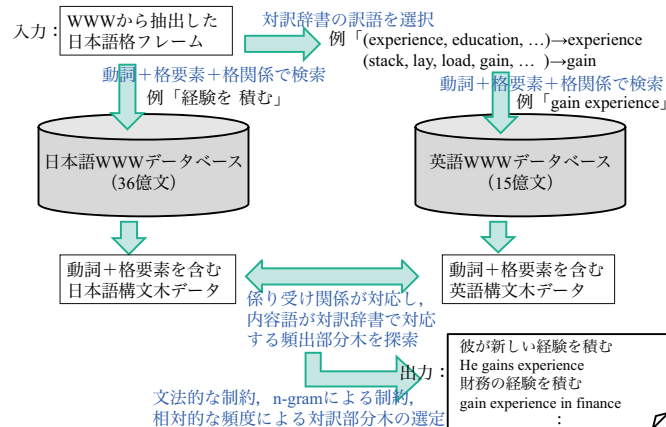 入力：
WWWから抽出した
日本語格フレーム
対訳辞書の訳語を選択
例「(experience, education, …)→experience
(stack, lay, load, gain, … )→gain
動詞＋格要素＋格関係で検索
例「経験を 積む」
動詞＋格要素＋格関係で検索
例「gain experience」
日本語WWWデータベース
（36億文）
英語WWWデータベース
（15億文）
動詞＋格要素を含む
日本語構文木データ
動詞＋格要素を含む
英語構文木データ
係り受け関係が対応し，
内容語が対訳辞書で対応
する頻出部分木を探索
出力：
彼が新しい経験を積む
He gains experience
財務の経験を積む
gain experience in finance
：
文法的な制約，n-gramによる制約，
相対的な頻度による対訳部分木の選定